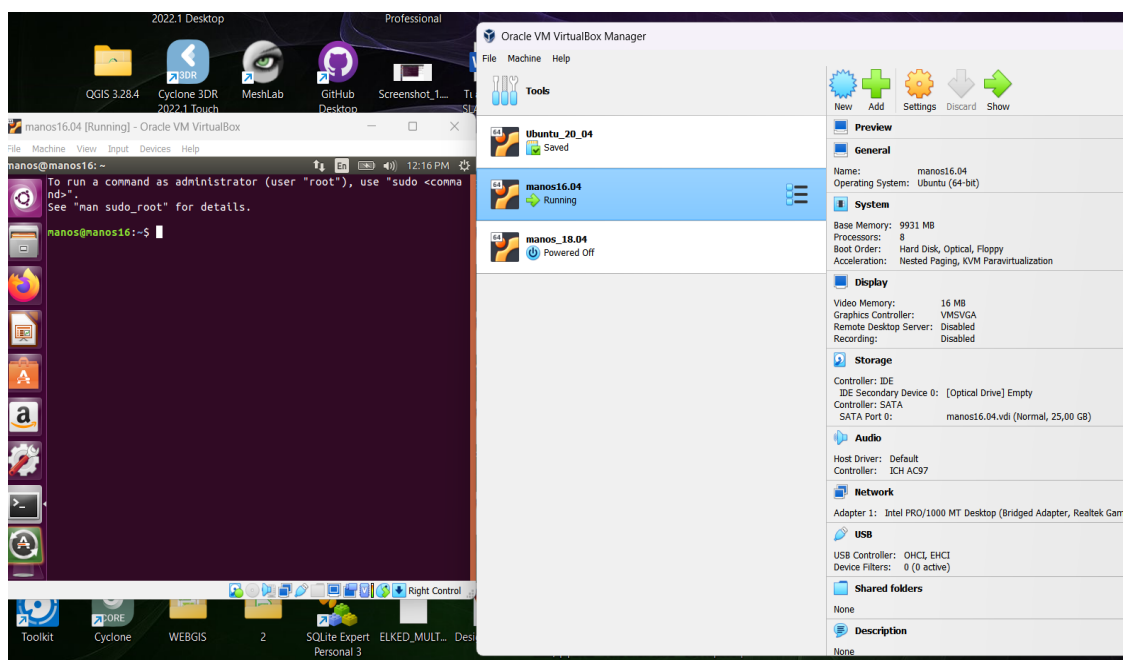 2022.1 Desktop
Professional
QGIS 3.28.4
Cyclone 3DR
2022.1 Touch
MeshLab
GitHub
Desktop
Screenshot_1....
3DR
manos16.04 [Running] - Oracle VM VirtualBox
File Machine View Input Devices Help
manos@manos16: ~
En
12:16 PM
To run a command as administrator (user "root"), use "sudo <comma
nd>".
See "man sudo_root" for details.
manos@manos16:~$
Right Control
Toolkit
CORE
Cyclone
WEBGIS
2
SQLite Expert
Personal 3
ELKED_MULT...
Desi
Oracle VM VirtualBox Manager
File Machine Help
Tools
64
Ubuntu_20_04
Saved
64
manos16.04
Running
64
manos_18.04
Powered Off
New
Add
Settings
Discard
Show
Preview
General
Name: manos16.04
Operating System: Ubuntu (64-bit)
System
Base Memory: 9931 MB
Processors: 8
Boot Order: Hard Disk, Optical, Floppy
Acceleration: Nested Paging, KVM Paravirtualization
Display
Video Memory: 16 MB
Graphics Controller: VMSVGA
Remote Desktop Server: Disabled
Recording: Disabled
Storage
Controller: IDE
IDE Secondary Device 0: [Optical Drive] Empty
Controller: SATA
SATA Port 0: manos16.04.vdi (Normal, 25,00 GB)
Audio
Host Driver: Default
Controller: ICH AC97
Network
Adapter 1: Intel PRO/1000 MT Desktop (Bridged Adapter, Realtek Gam
USB
USB Controller: OHCI, EHCI
Device Filters: 0 (0 active)
Shared folders
None
Description
None